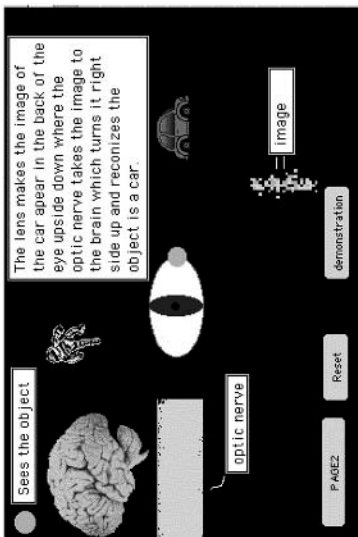 Sees the object
The lens makes the image of
the car apear in the back of the
eye upside down where the
optic nerve takes the image to
the brain which turns it right
side up and reconizes the
object is a car.
optic nerve
image
PAGE2
Reset
demonstration